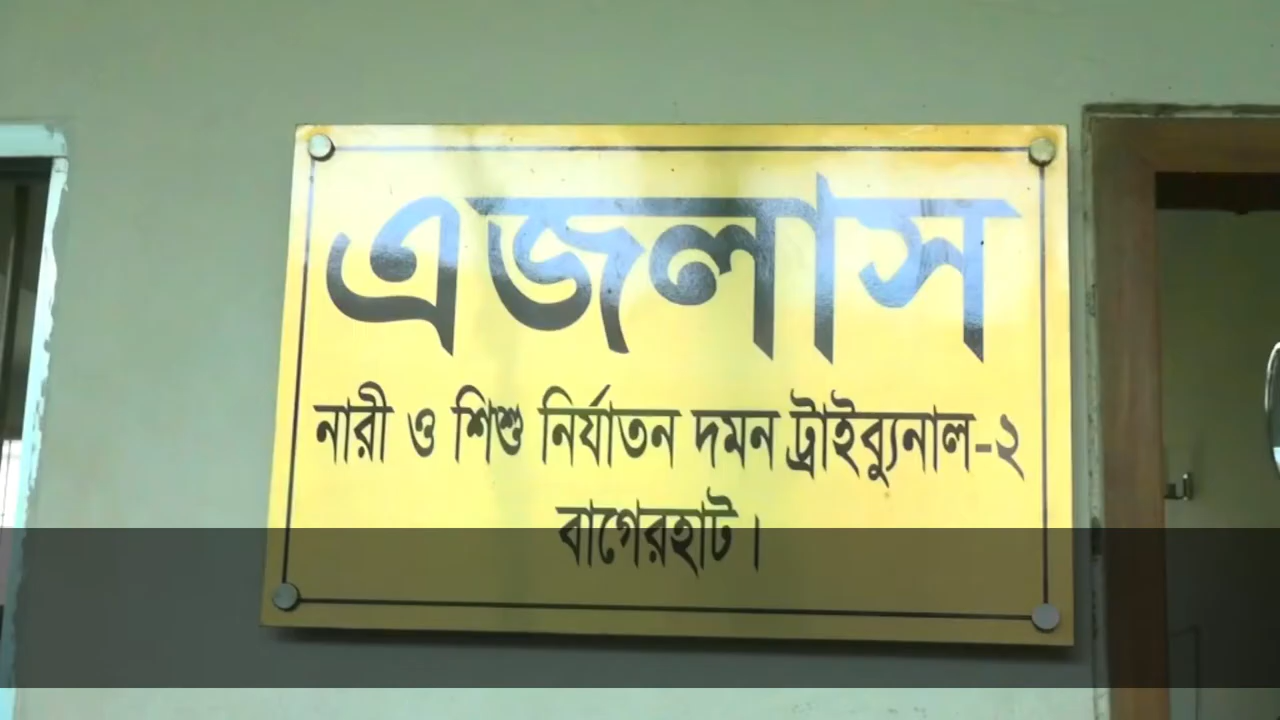 এজলাস
নারী ও শিশু নির্যাতন দমন ট্রাইব্যুনাল-২
বাগেরহাট।